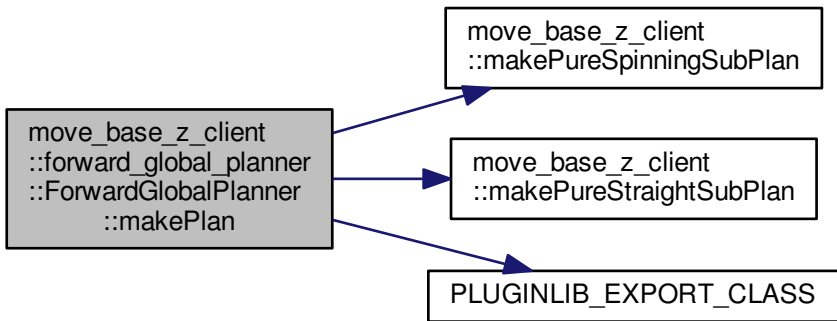 move_base_z_client
::forward_global_planner
::ForwardGlobalPlanner
::makePlan
move_base_z_client
::makePureSpinningSubPlan
move_base_z_client
::makePureStraightSubPlan
PLUGINLIB_EXPORT_CLASS